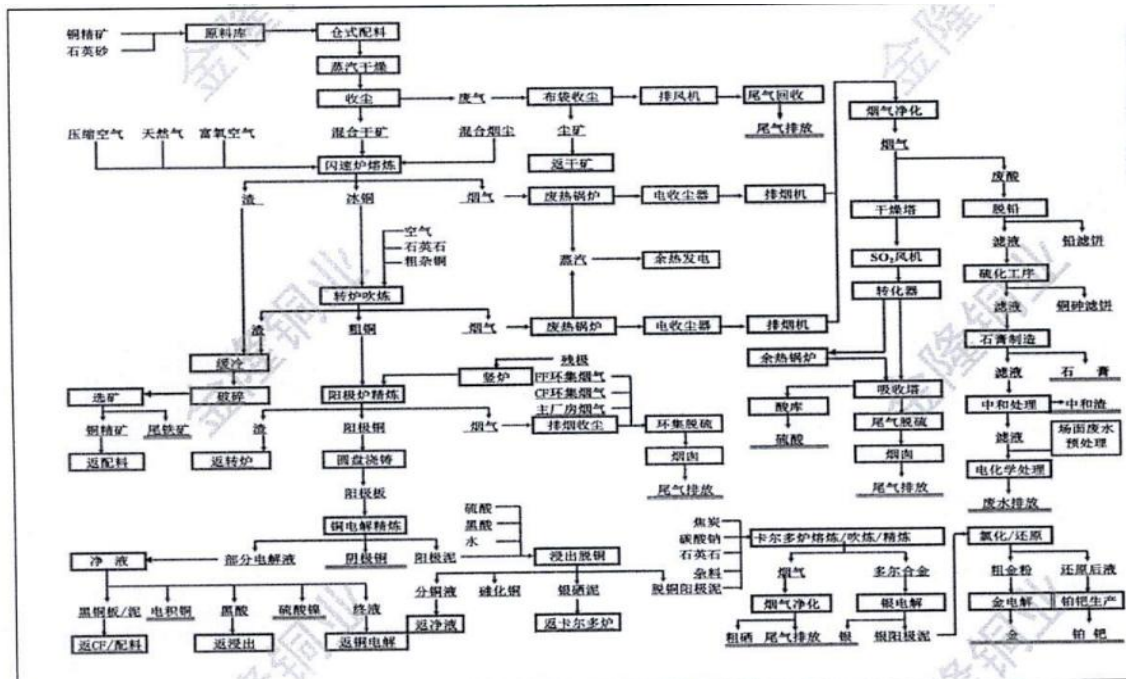 铜精矿
石英砂
原料库
仓式配料
蒸汽干燥
收尘
废气
布袋收尘
排风机
尾气回收
尾气排放
烟气净化
压缩空气
天然气
富氧空气
混合干矿
混合烟尘
尘矿
返干矿
烟气
闪速炉熔炼
渣
冰铜
烟气
废热锅炉
电收尘器
排烟机
干燥塔
废酸
脱铅
滤液
铅滤饼
空气
石英石
粗杂铜
蒸汽
余热发电
SO₂风机
硫化工序
转炉吹炼
转化器
滤液
铜砷滤饼
渣
粗铜
烟气
废热锅炉
电收尘器
排烟机
石膏制造
缓冷
残极
余热锅炉
滤液
石膏
选矿
破碎
阳极炉精炼
竖炉
FF环集烟气
CF环集烟气
主厂房烟气
酸库
吸收塔
中和处理
中和渣
铜精矿
尾铁矿
渣
阳极铜
烟气
排烟收尘
环集脱硫
硫酸
尾气脱硫
滤液
场面废水
预处理
返配料
返转炉
圆盘浇铸
烟囱
烟囱
电化学处理
阳极板
尾气排放
尾气排放
废水排放
铜电解精炼
硫酸
黑酸
水
焦炭
碳酸钠
石英石
杂料
脱铜阳极泥
卡尔多炉熔炼/吹炼/精炼
氯化/还原
净液
部分电解液
阴极铜
阳极泥
浸出脱铜
烟气
多尔合金
粗金粉
还原后液
分铜液
硅化铜
银硒泥
烟气净化
银电解
金电解
铂钯生产
黑铜板/泥
电积铜
黑酸
硫酸镍
终液
返净液
返卡尔多炉
粗硒
尾气排放
银
银阳极泥
金
铂钯
返CF/配料
返浸出
返铜电解
金隆铜业
金隆铜业
金隆铜业